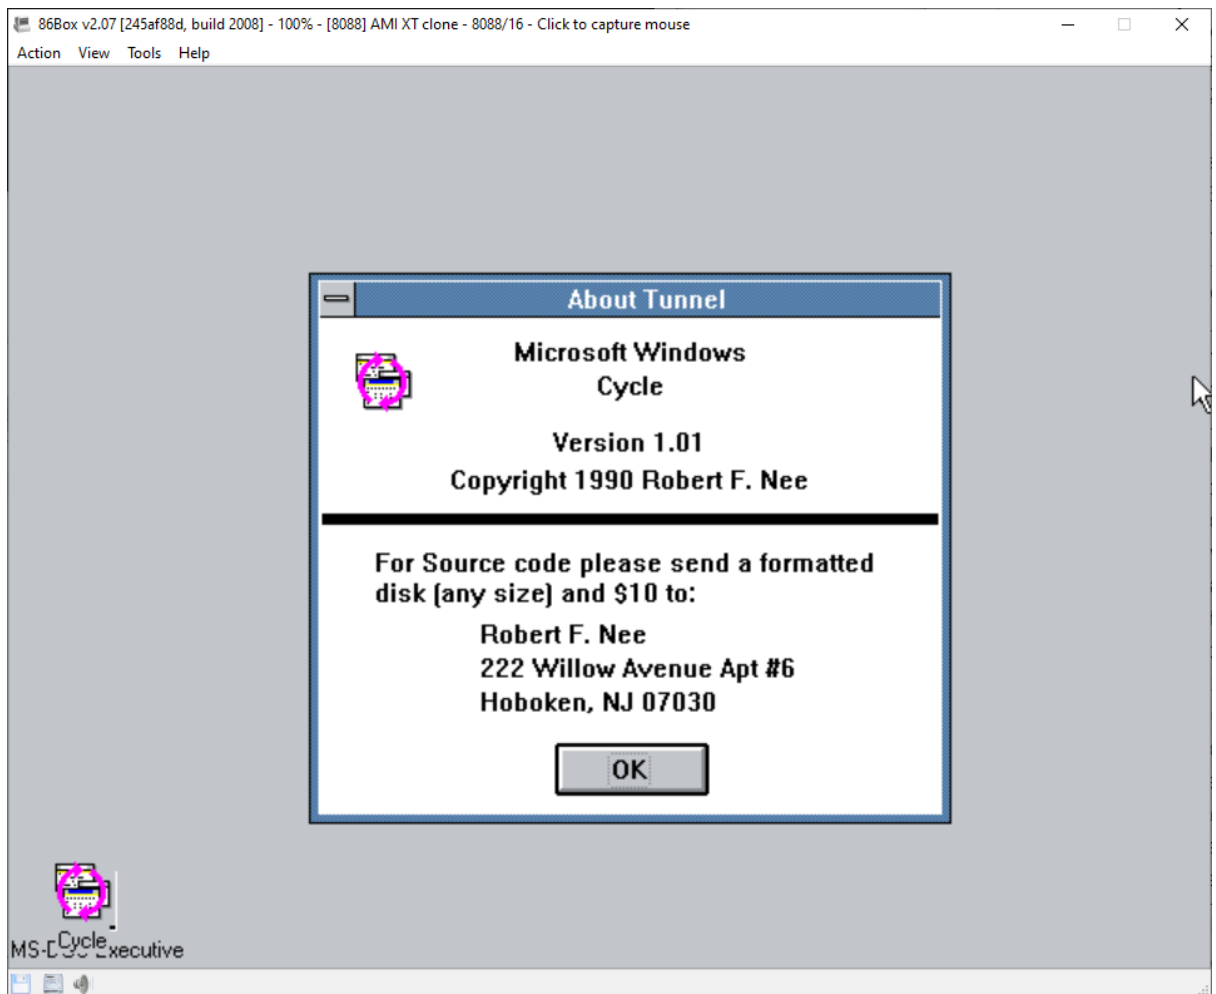 86Box v2.07 [245af88d, build 2008] - 100% - [8088] AMI XT clone - 8088/16 - Click to capture mouse
Action View Tools Help
About Tunnel
Microsoft Windows
Cycle
Version 1.01
Copyright 1990 Robert F. Nee
For Source code please send a formatted
disk (any size) and $10 to:
Robert F. Nee
222 Willow Avenue Apt #6
Hoboken, NJ 07030
OK
Cycle